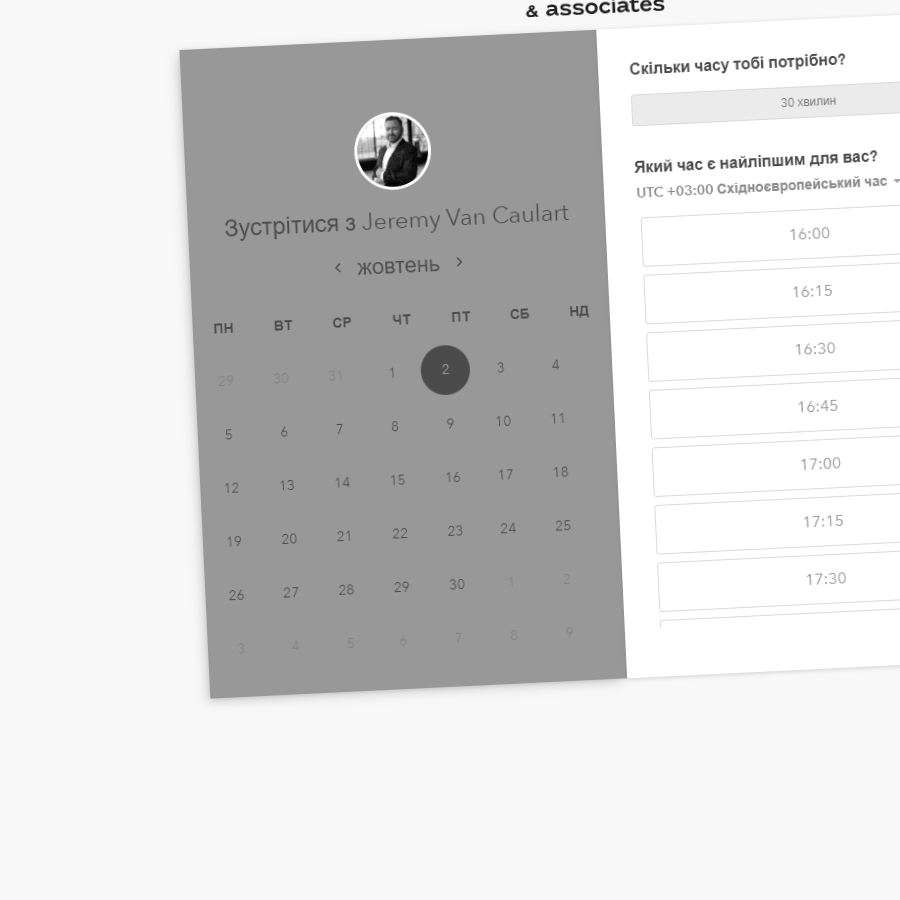 & associates
Зустрітися з Jeremy Van Caulart
жовтень
ПН ВТ СР ЧТ ПТ СБ НД
29 30 31 1 2 3 4
5 6 7 8 9 10 11
12 13 14 15 16 17 18
19 20 21 22 23 24 25
26 27 28 29 30 1 2
3 4 5 6 7 8 9
Скільки часу тобі потрібно?
30 хвилин
Який час є найліпшим для вас?
UTC +03:00 Східноєвропейський час
16:00
16:15
16:30
16:45
17:00
17:15
17:30